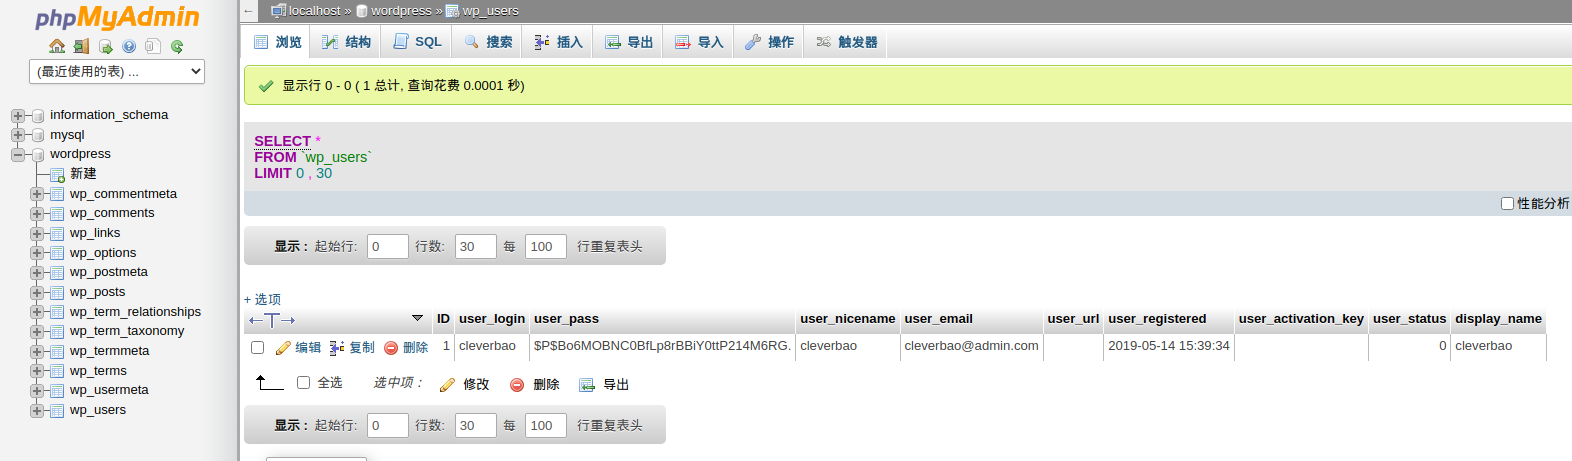 phpMyAdmin
(最近使用的表) ...
information_schema
mysql
wordpress
新建
wp_commentmeta
wp_comments
wp_links
wp_options
wp_postmeta
wp_posts
wp_term_relationships
wp_term_taxonomy
wp_termmeta
wp_terms
wp_usermeta
wp_users
← localhost » wordpress » wp_users
浏览 结构 SQL 搜索 插入 导出 导入 操作 触发器
显示行 0 - 0 ( 1 总计, 查询花费 0.0001 秒)
SELECT *
FROM `wp_users`
LIMIT 0 , 30
性能分析
显示 : 起始行: 0 行数: 30 每 100 行重复表头
+ 选项
←T→ ID user_login user_pass user_nicename user_email user_url user_registered user_activation_key user_status display_name
编辑 复制 删除 1 cleverbao $P$Bo6MOBNC0BfLp8rBBiY0ttP214M6RG. cleverbao cleverbao@admin.com 2019-05-14 15:39:34 0 cleverbao
全选 选中项 : 修改 删除 导出
显示 : 起始行: 0 行数: 30 每 100 行重复表头